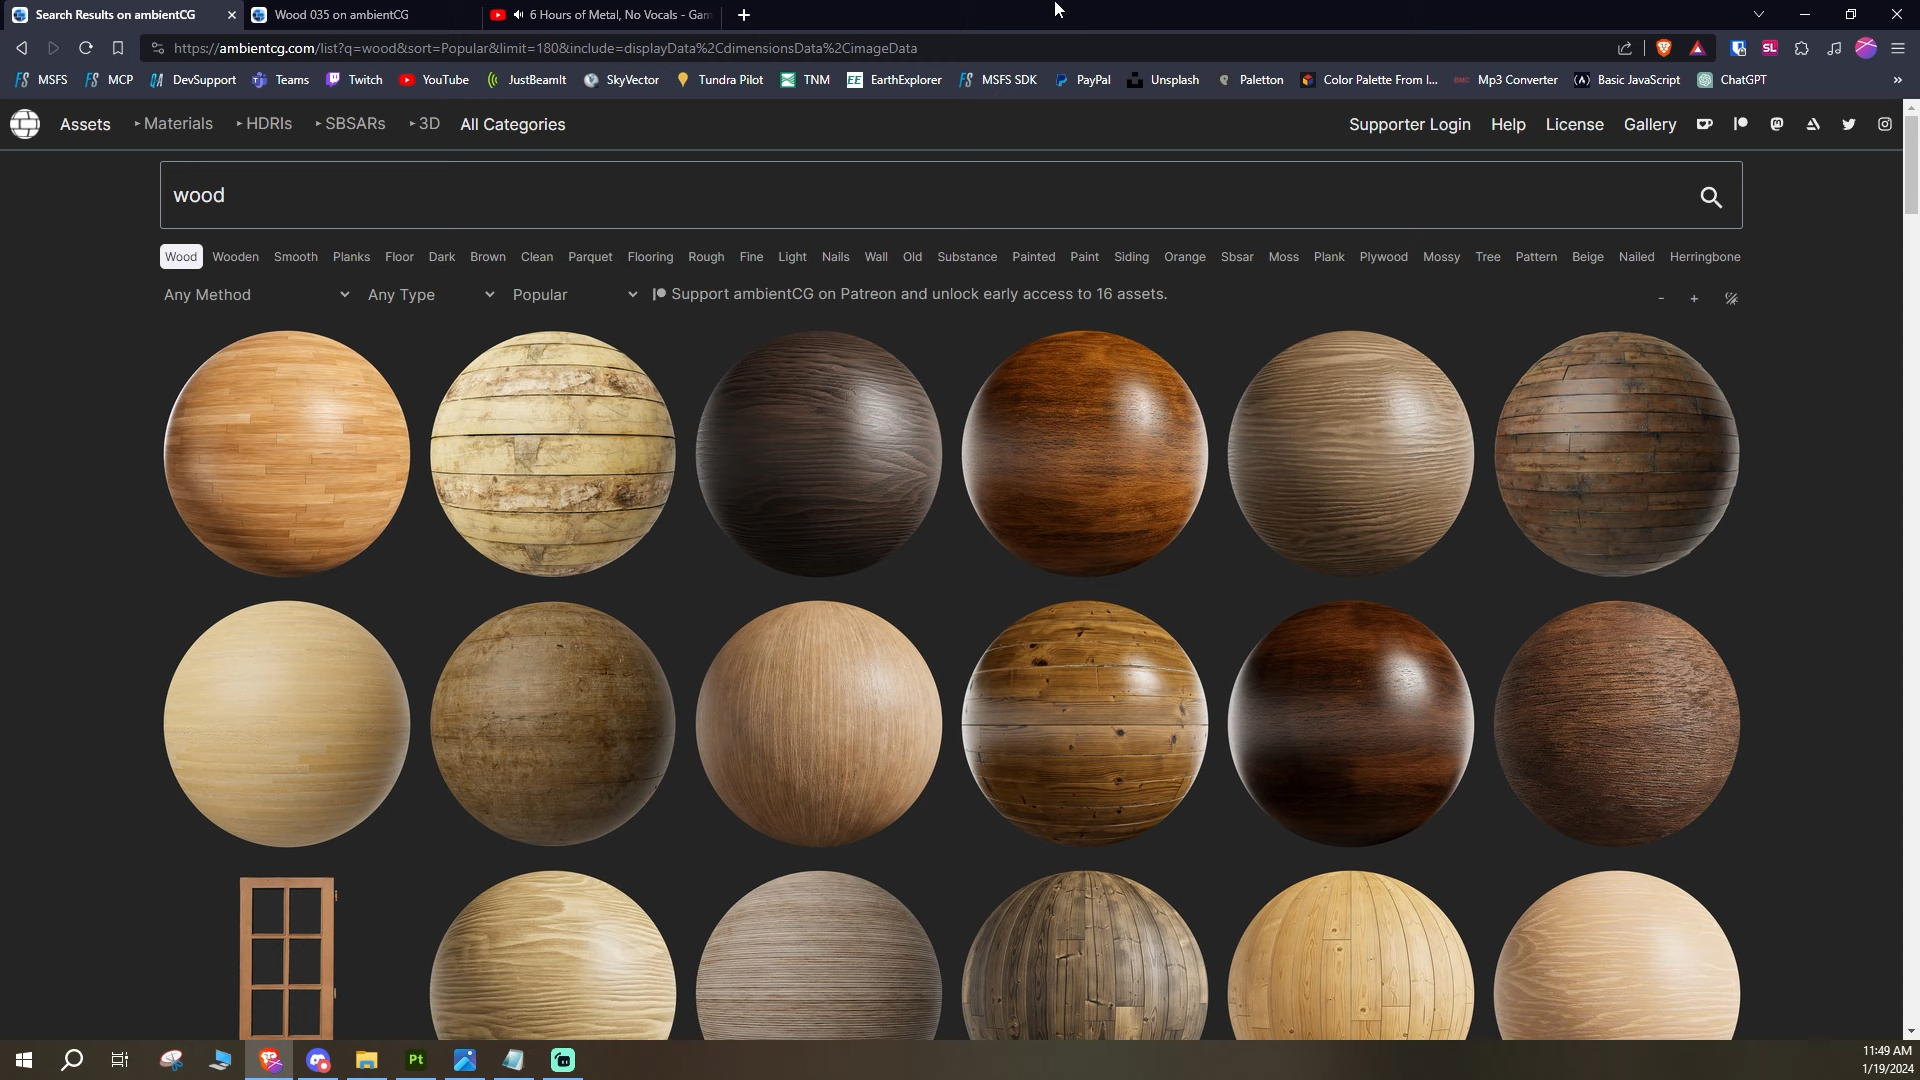 Search Results on ambientCG
Wood 035 on ambientCG
6 Hours of Metal, No Vocals - Gam
https://ambientcg.com/list?q=wood&sort=Popular&limit=180&include=displayData%2CdimensionsData%2CimageData
SL
FS MSFS
FS MCP
DevSupport
Teams
Twitch
YouTube
JustBeamIt
SkyVector
Tundra Pilot
TNM
EE EarthExplorer
FS MSFS SDK
PayPal
Unsplash
Paletton
Color Palette From I...
Mp3 Converter
(A) Basic JavaScript
ChatGPT
»
Assets
Materials
HDRIs
SBSARs
3D
All Categories
Supporter Login
Help
License
Gallery
wood
Wood Wooden Smooth Planks Floor Dark Brown Clean Parquet Flooring Rough Fine Light Nails Wall Old Substance Painted Paint Siding Orange Sbsar Moss Plank Plywood Mossy Tree Pattern Beige Nailed Herringbone
Any Method
Any Type
Popular
Support ambientCG on Patreon and unlock early access to 16 assets.
- +
Pt
11:49 AM
1/19/2024